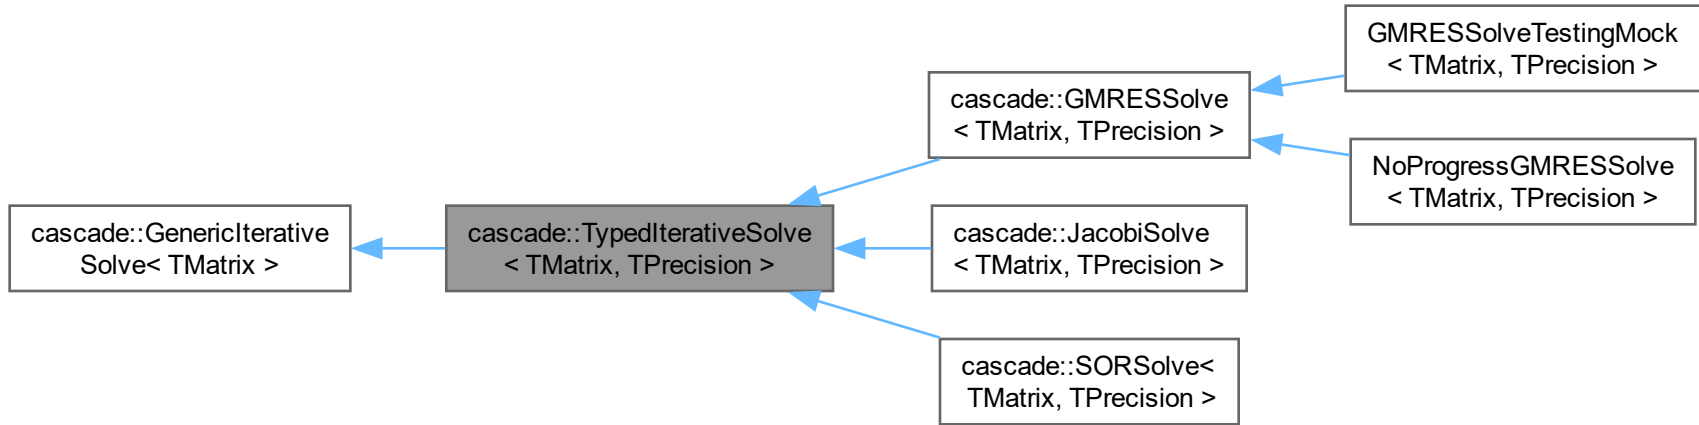 GMRESSolveTestingMock
< TMatrix, TPrecision >
cascade::GMRESSolve
< TMatrix, TPrecision >
NoProgressGMRESSolve
< TMatrix, TPrecision >
cascade::GenericIterative
Solve< TMatrix >
cascade::TypedIterativeSolve
< TMatrix, TPrecision >
cascade::JacobiSolve
< TMatrix, TPrecision >
cascade::SORSolve<
TMatrix, TPrecision >